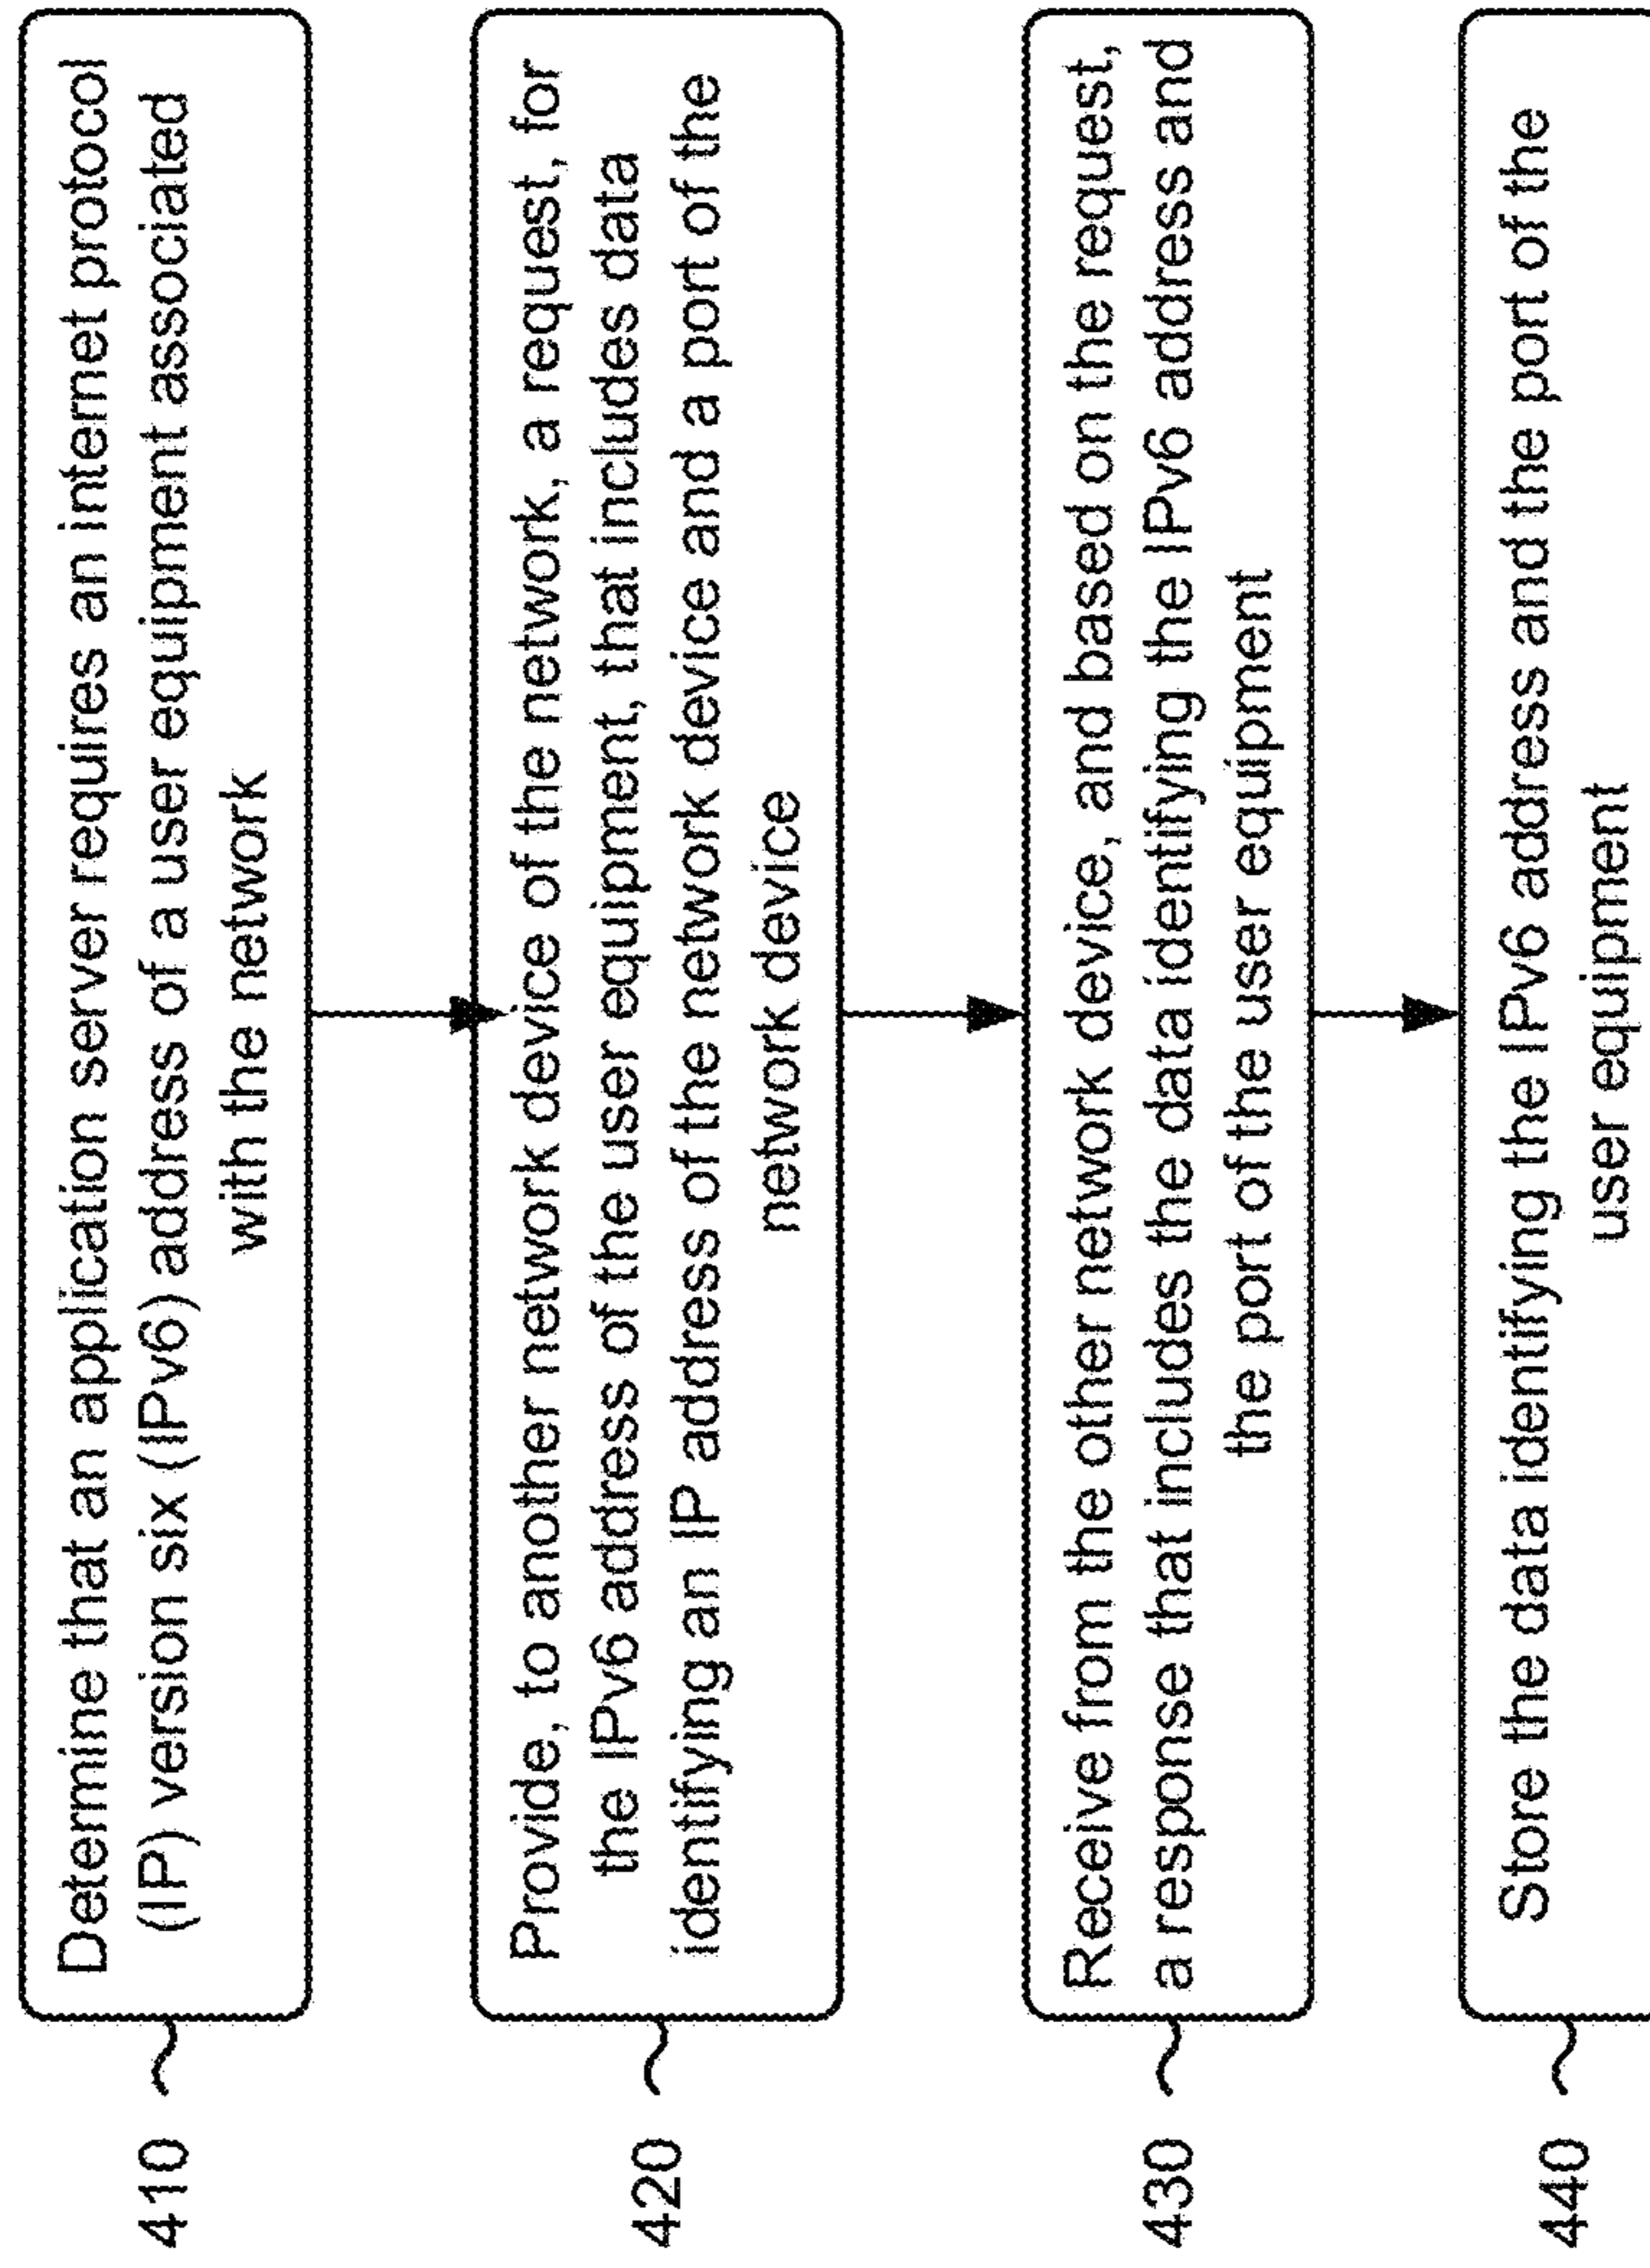 410
Determine that an application server requires an internet protocol
(IP) version six (IPv6) address of a user equipment associated
with the network
420
Provide, to another network device of the network, a request, for
the IPv6 address of the user equipment, that includes data
identifying an IP address of the network device and a port of the
network device
430
Receive from the other network device, and based on the request,
a response that includes the data identifying the IPv6 address and
the port of the user equipment
440
Store the data identifying the IPv6 address and the port of the
user equipment